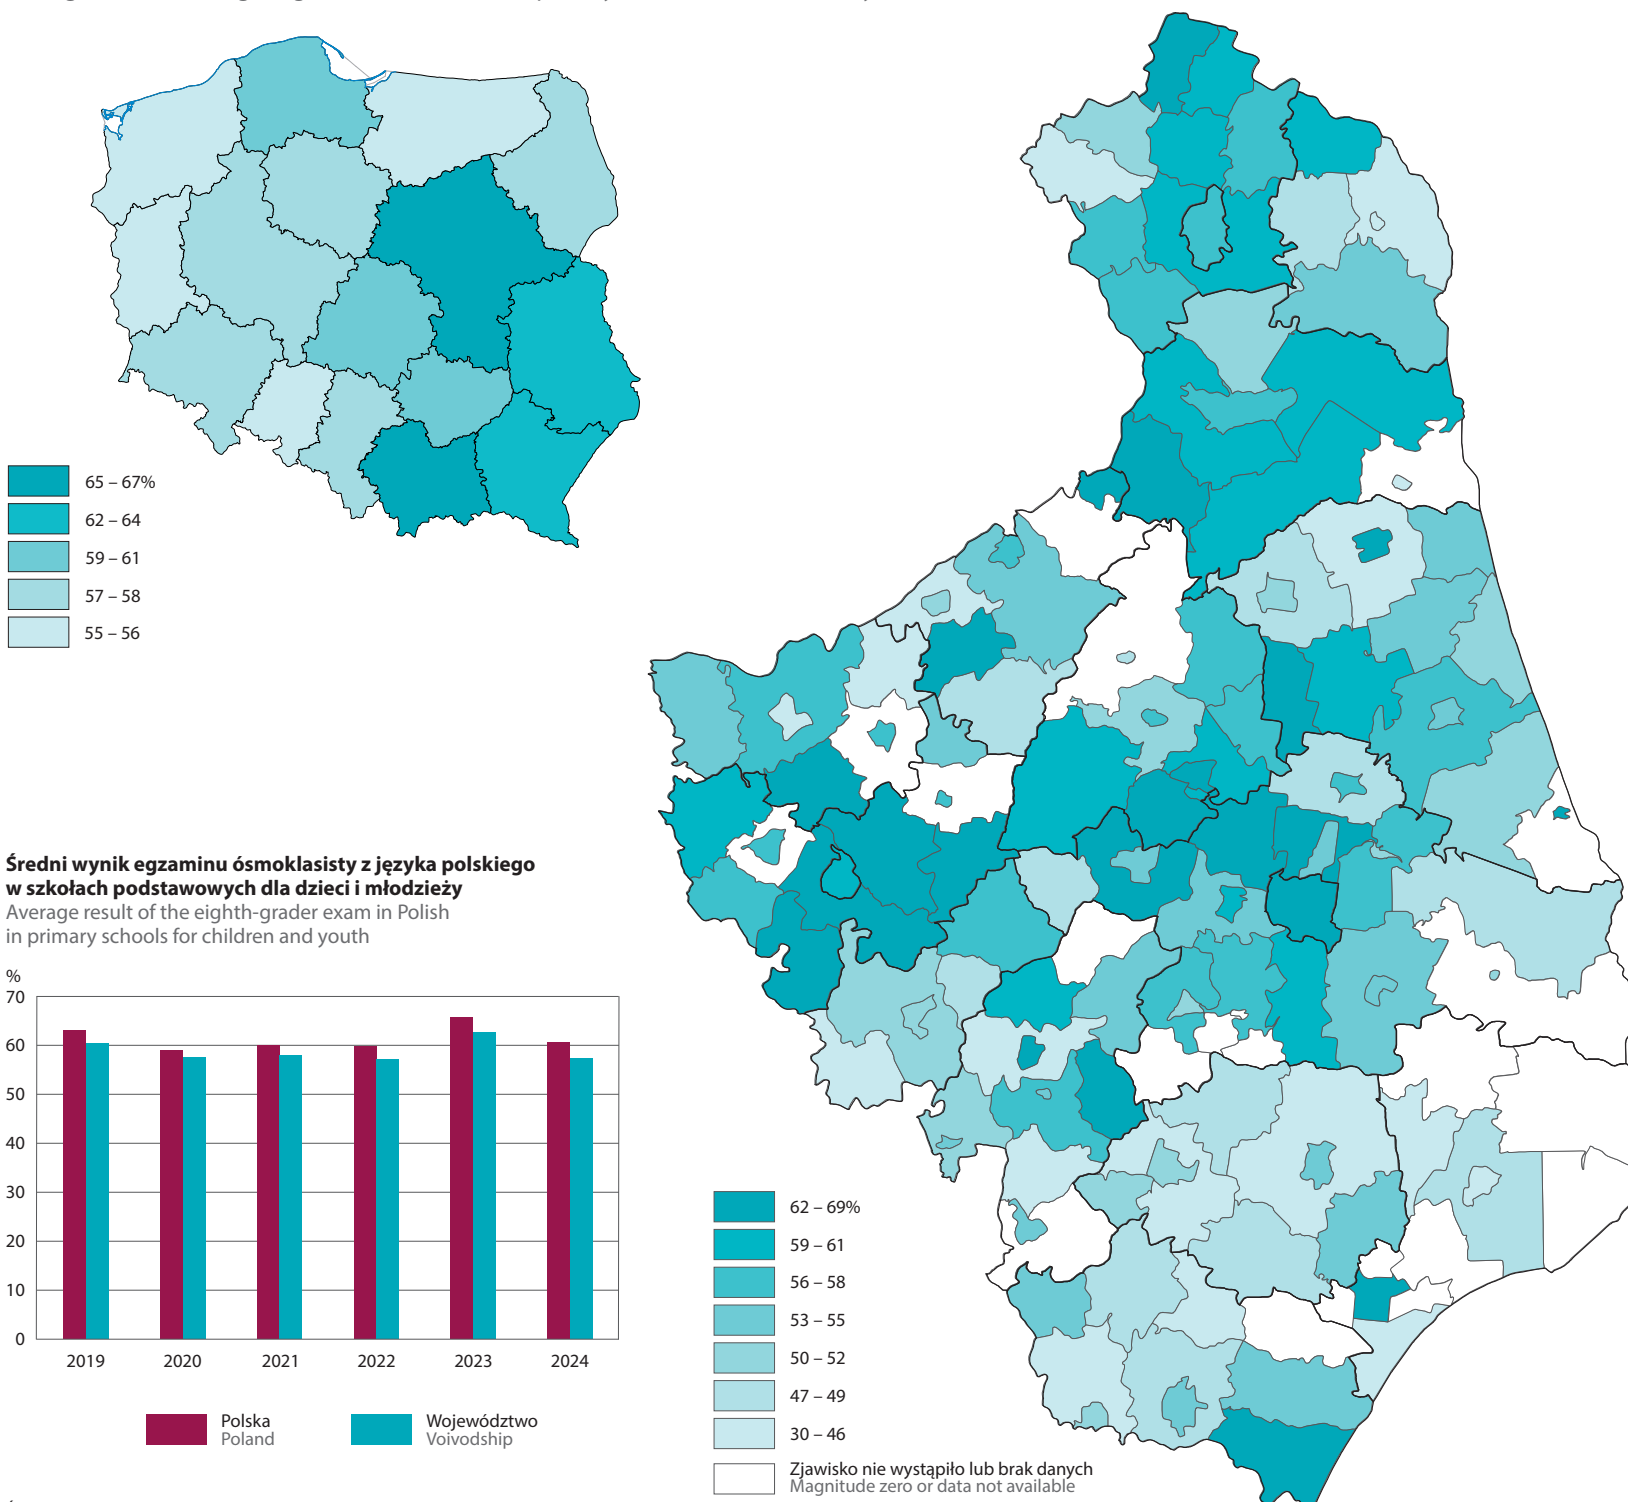 65 – 67%
62 – 64
59 – 61
57 – 58
55 – 56
Średni wynik egzaminu ósmoklasisty z języka polskiego
w szkołach podstawowych dla dzieci i młodzieży
Average result of the eighth-grader exam in Polish
in primary schools for children and youth
%
70
60
50
40
30
20
10
0
2019
2020
2021
2022
2023
2024
Polska
Poland
Województwo
Voivodship
62 – 69%
59 – 61
56 – 58
53 – 55
50 – 52
47 – 49
30 – 46
Zjawisko nie wystąpiło lub brak danych
Magnitude zero or data not available